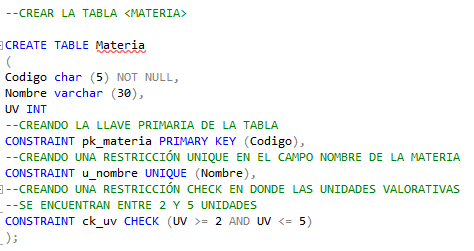 --CREAR LA TABLA <MATERIA>
CREATE TABLE Materia
(
Codigo char (5) NOT NULL,
Nombre varchar (30),
UV INT
--CREANDO LA LLAVE PRIMARIA DE LA TABLA
CONSTRAINT pk_materia PRIMARY KEY (Codigo),
--CREANDO UNA RESTRICCIÓN UNIQUE EN EL CAMPO NOMBRE DE LA MATERIA
CONSTRAINT u_nombre UNIQUE (Nombre),
--CREANDO UNA RESTRICCIÓN CHECK EN DONDE LAS UNIDADES VALORATIVAS
--SE ENCUENTRAN ENTRE 2 Y 5 UNIDADES
CONSTRAINT ck_uv CHECK (UV >= 2 AND UV <= 5)
);